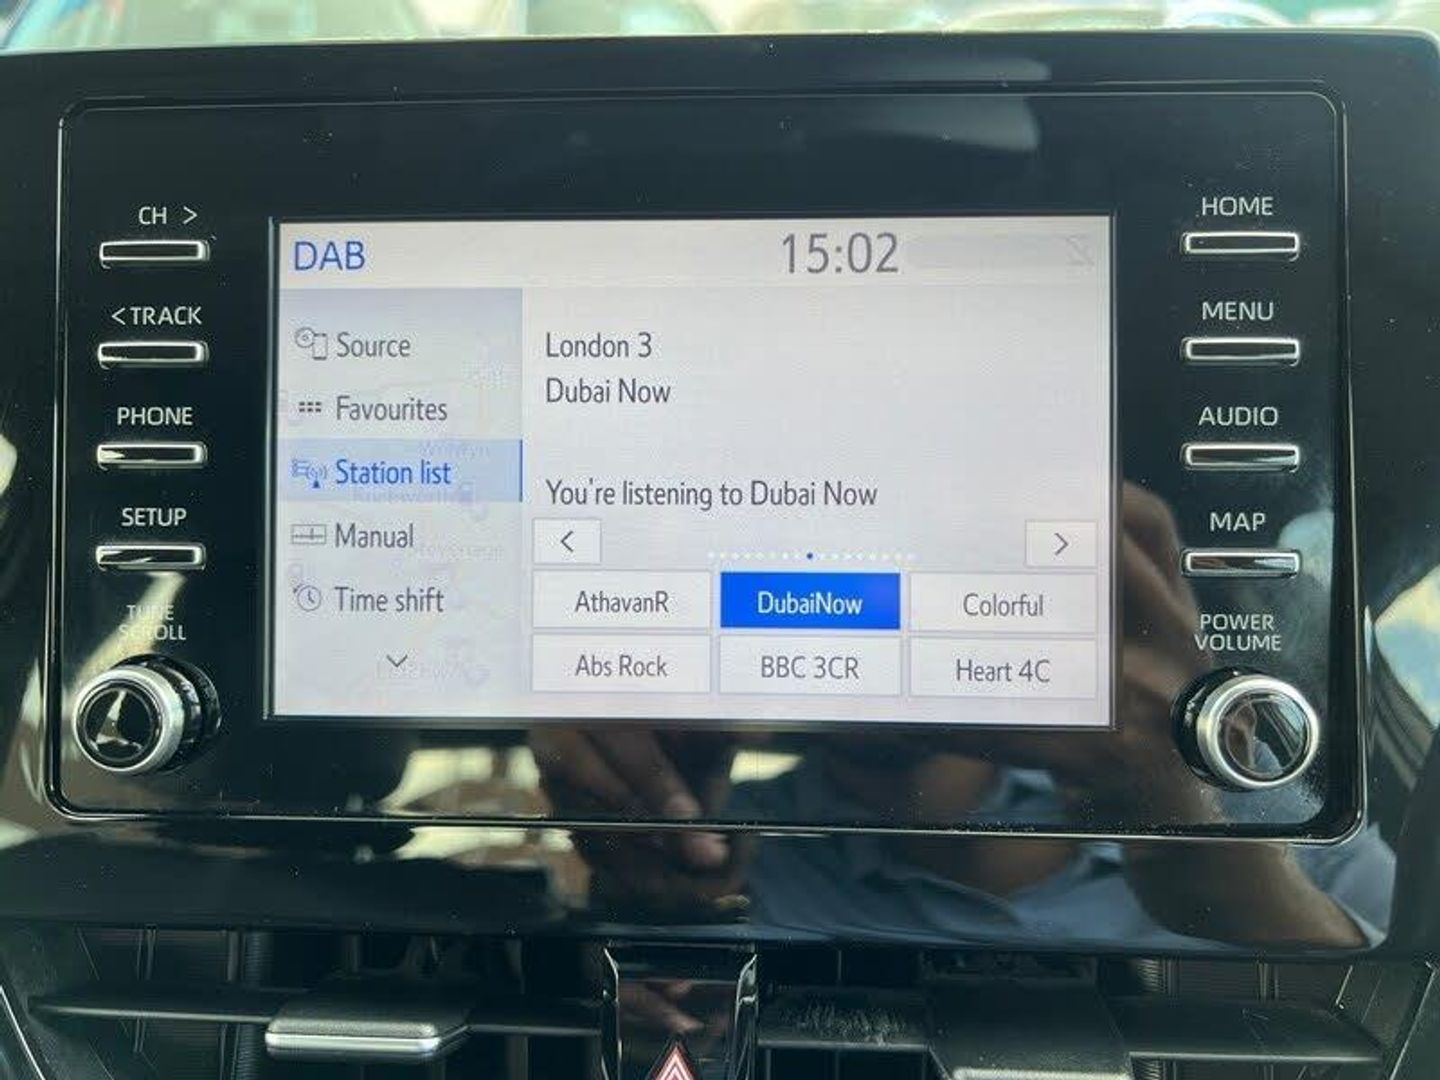 CH >
< TRACK
PHONE
SETUP
TUNE
SCROLL
DAB
15:02
Source
Favourites
Station list
Manual
Time shift
London 3
Dubai Now
You're listening to Dubai Now
< >
AthavanR
DubaiNow
Colorful
Abs Rock
BBC 3CR
Heart 4C
HOME
MENU
AUDIO
MAP
POWER
VOLUME